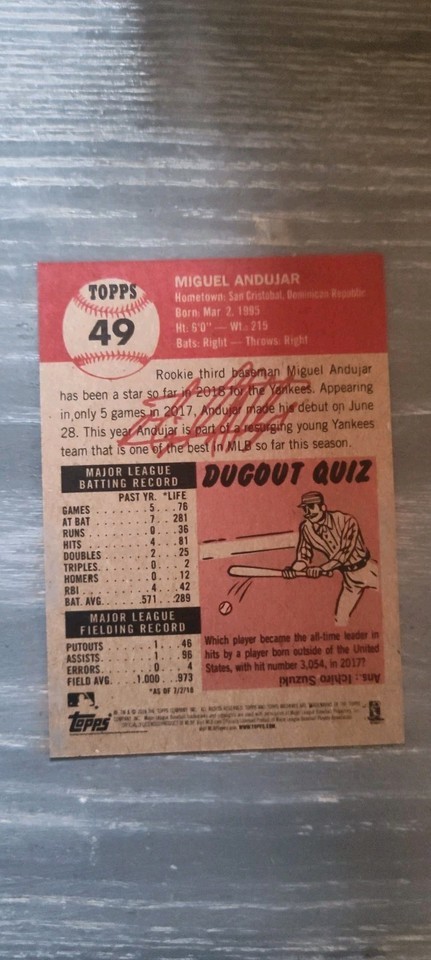 TOPPS
49
MIGUEL ANDUJAR
Hometown: San Cristobal, Dominican Republic
Born: Mar 2, 1995
Ht: 6'0" — Wt.: 215
Bats: Right — Throws: Right
Rookie third baseman Miguel Andujar
has been a star so far in 2018 for the Yankees. Appearing
in only 5 games in 2017, Andujar made his debut on June
28. This year Andujar is part of a resurging young Yankees
team that is one of the best in MLB so far this season.
MAJOR LEAGUE
BATTING RECORD
PAST YR. *LIFE
GAMES 5 76
AT BAT 7 281
RUNS 0 36
HITS 4 81
DOUBLES 2 25
TRIPLES 0 2
HOMERS 0 12
RBI 4 42
BAT. AVG. .571 .289
MAJOR LEAGUE
FIELDING RECORD
PUTOUTS 1 46
ASSISTS 1 96
ERRORS 0 4
FIELD AVG. 1.000 .973
*AS OF 7/2/18
DUGOUT QUIZ
Which player became the all-time leader in
hits by a player born outside of the United
States, with hit number 3,054, in 2017?
Ans.: Ichiro Suzuki
topps
WWW.TOPPS.COM